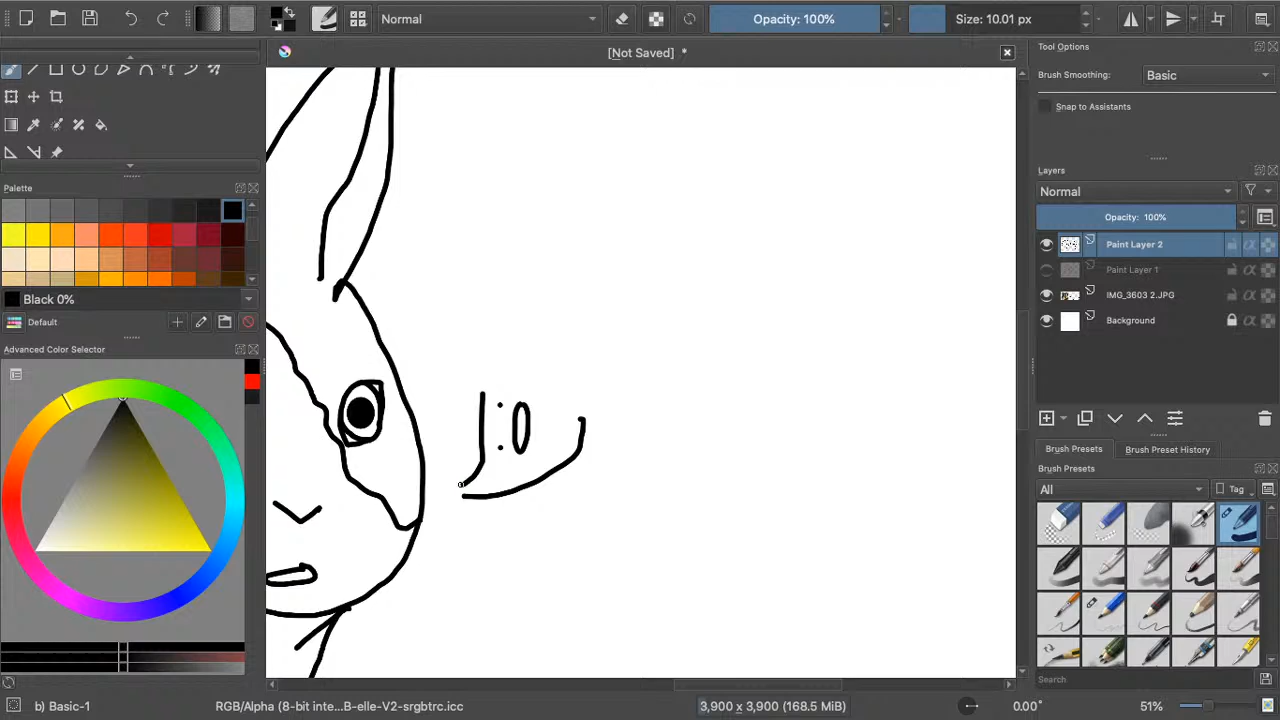 Normal
Opacity: 100%
Size: 10.01 px
[Not Saved] *
Tool Options
Brush Smoothing:
Basic
Snap to Assistants
Layers
Normal
Opacity: 100%
Paint Layer 2
Paint Layer 1
IMG_3603 2.JPG
Background
Palette
Black 0%
Default
Advanced Color Selector
|:0
Brush Presets
Brush Preset History
Brush Presets
All
Tag
Search
b) Basic-1
RGB/Alpha (8-bit inte...B-elle-V2-srgbtrc.icc
3,900 x 3,900 (168.5 MiB)
0.00°
51%